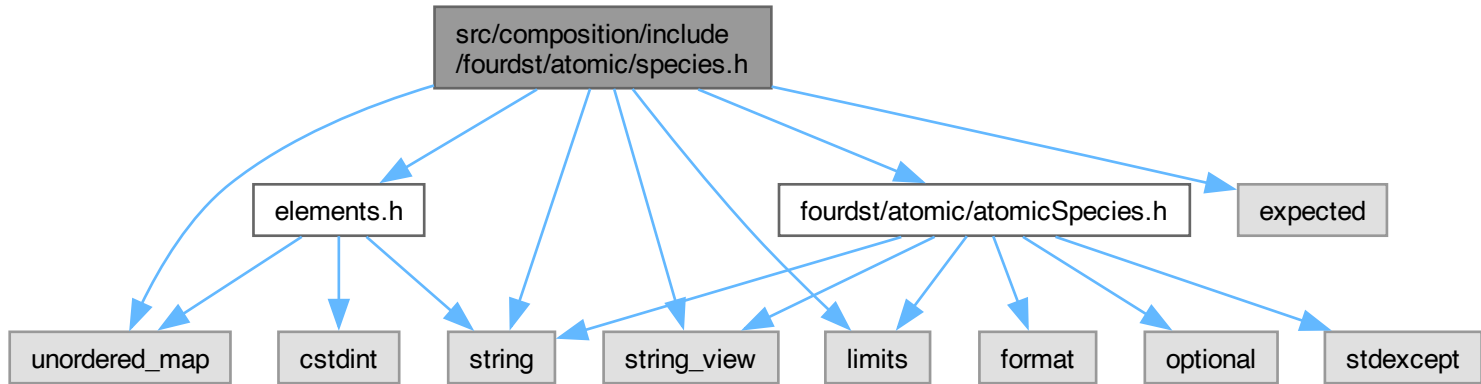 src/composition/include
/fourdst/atomic/species.h
elements.h
fourdst/atomic/atomicSpecies.h
expected
unordered_map
cstdint
string
string_view
limits
format
optional
stdexcept